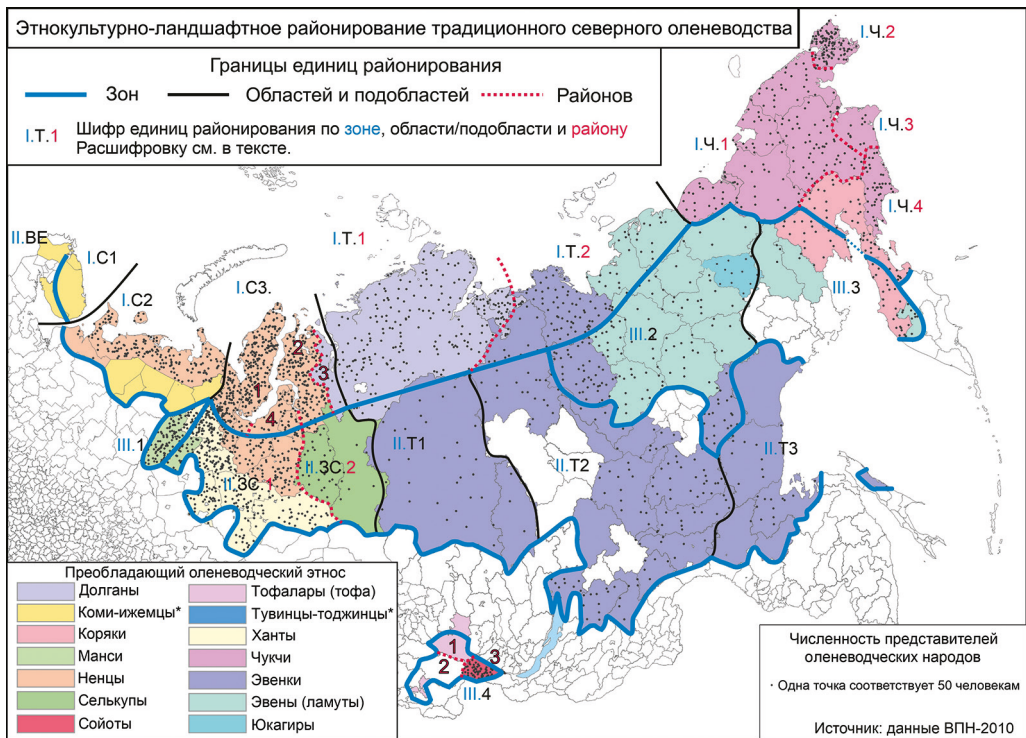 Этнокультурно-ландшафтное районирование традиционного северного оленеводства
Границы единиц районирования
Зон
Областей и подобластей
Районов
I.Т.1 Шифр единиц районирования по зоне, области/подобласти и району
Расшифровку см. в тексте.
I.Ч.2
I.Ч.3
I.Ч.1
I.Ч.4
II.ВЕ
I.С1
I.Т.1
I.Т.2
I.С2
I.С3.
2
3
1
4
III.3
III.2
III.1
II.Т1
II.ЗС.2
II.ЗС.1
II.Т2
II.Т3
1
2
3
III.4
Преобладающий оленеводческий этнос
Долганы
Коми-ижемцы*
Коряки
Манси
Ненцы
Селькупы
Сойоты
Тофалары (тофа)
Тувинцы-тоджинцы*
Ханты
Чукчи
Эвенки
Эвены (ламуты)
Юкагиры
Численность представителей
оленеводческих народов
· Одна точка соответствует 50 человекам
Источник: данные ВПН-2010